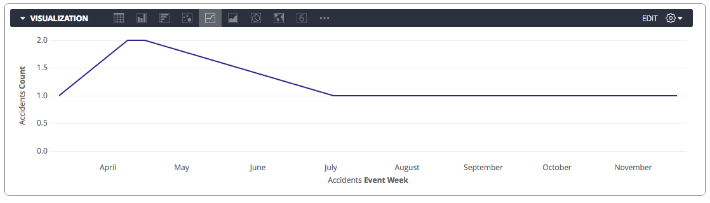 VISUALIZATION
6
EDIT
2.0
1.5
1.0
0.5
0.0
Accidents Count
April May June July August September October November
Accidents Event Week